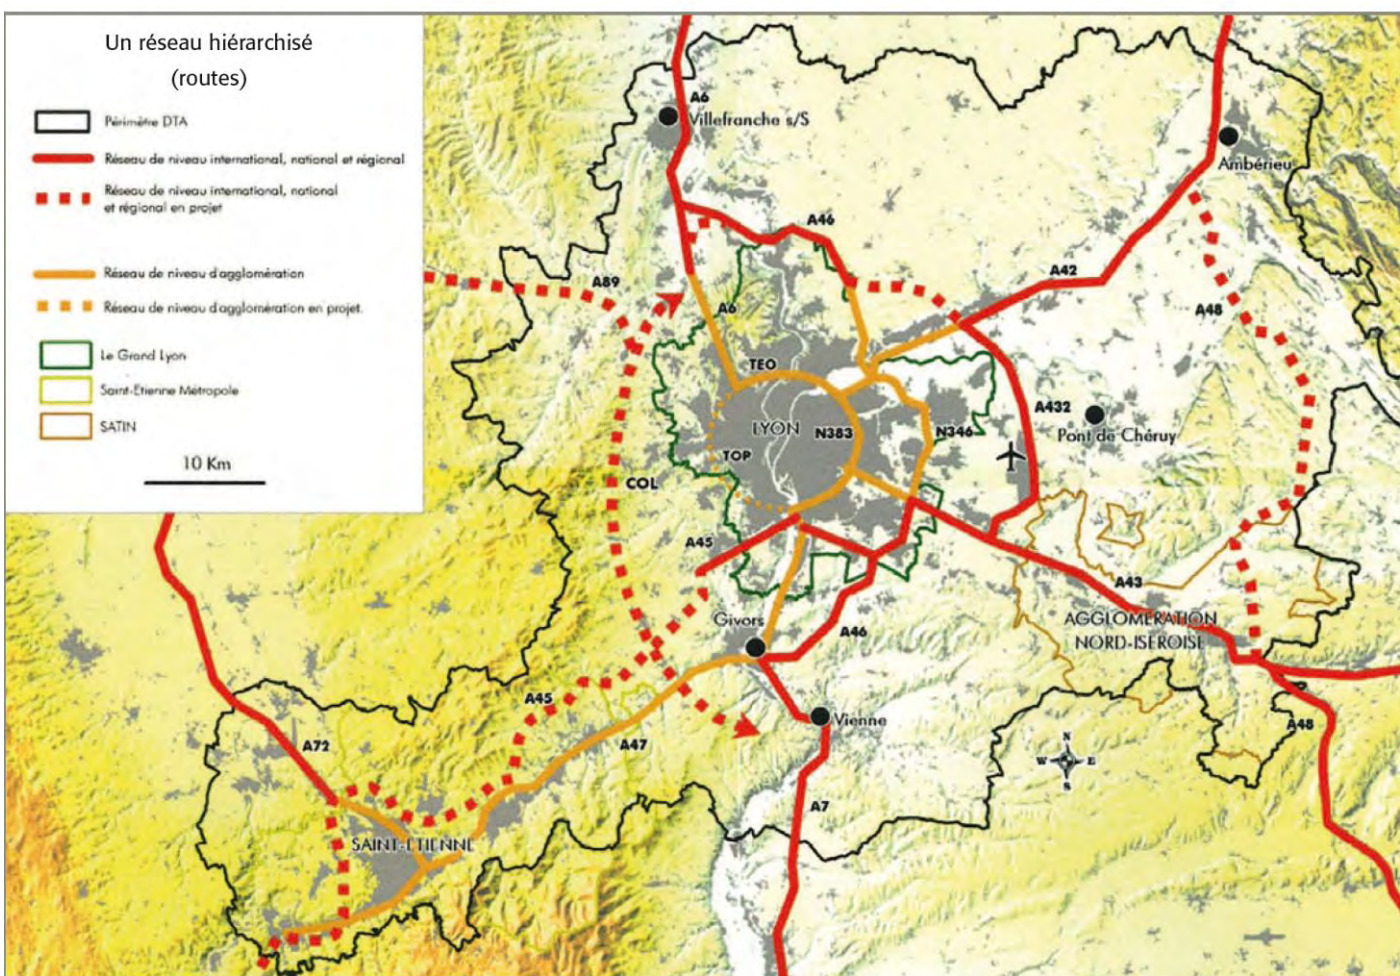 Un réseau hiérarchisé
(routes)
Périmètre DTA
Réseau de niveau international, national et régional
Réseau de niveau international, national
et régional en projet
Réseau de niveau d'agglomération
Réseau de niveau d'agglomération en projet.
Le Grand Lyon
Saint-Etienne Métropole
SATIN
10 Km
A6
Villefranche s/S
Ambérieu
A46
A42
A89
A6
A48
TEO
A432
LYON
N383
N346
Pont de Chéruy
TOP
COL
A45
A43
Givors
A46
AGGLOMÉRATION
NORD-ISÉROISE
A45
Vienne
A47
A48
A72
N
W E
S
A7
SAINT-ETIENNE